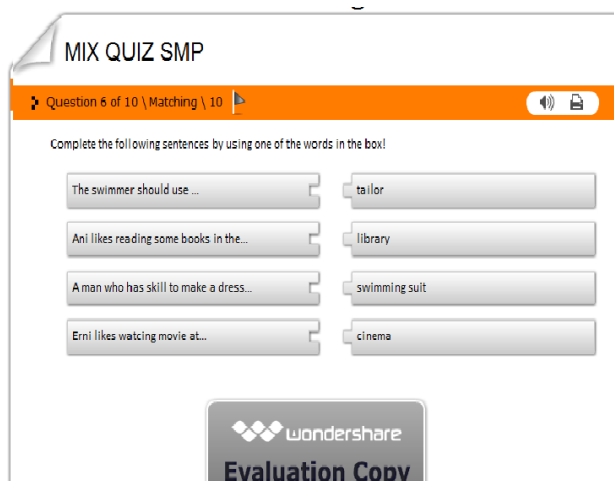 MIX QUIZ SMP
Question 6 of 10 \ Matching \ 10
Complete the following sentences by using one of the words in the box!
The swimmer should use ... tailor
Ani likes reading some books in the... library
A man who has skill to make a dress... swimming suit
Erni likes watcing movie at... cinema
wondershare
Evaluation Copy